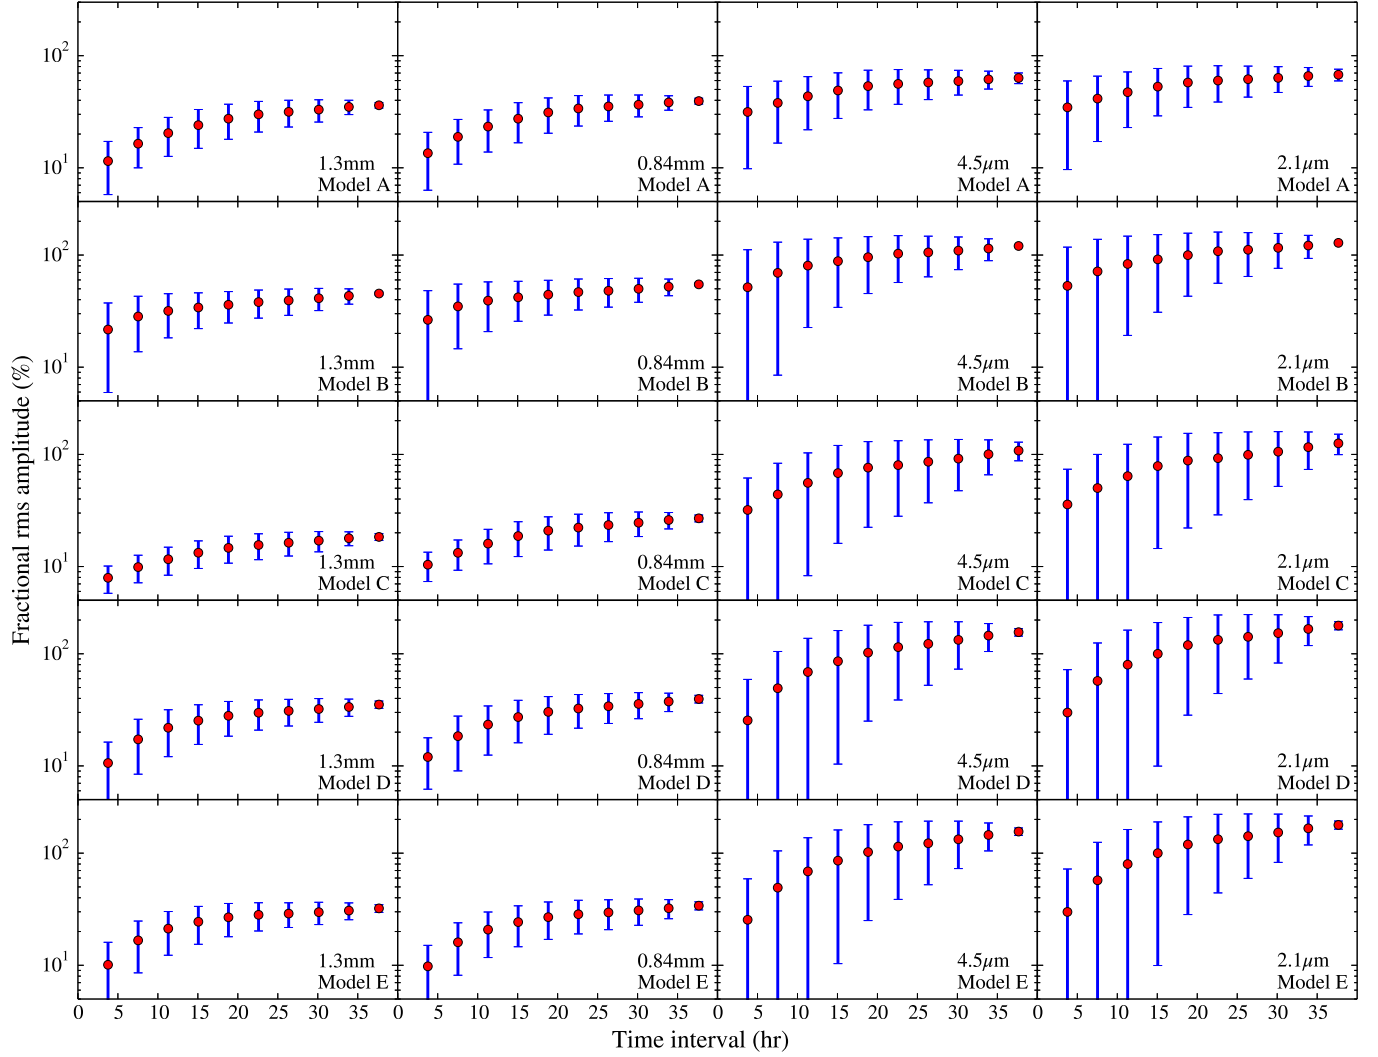 10²
10¹
1.3mm
Model A
0.84mm
Model A
4.5μm
Model A
2.1μm
Model A
10²
10¹
1.3mm
Model B
0.84mm
Model B
4.5μm
Model B
2.1μm
Model B
Fractional rms amplitude (%)
10²
10¹
1.3mm
Model C
0.84mm
Model C
4.5μm
Model C
2.1μm
Model C
10²
10¹
1.3mm
Model D
0.84mm
Model D
4.5μm
Model D
2.1μm
Model D
10²
10¹
1.3mm
Model E
0.84mm
Model E
4.5μm
Model E
2.1μm
Model E
0 5 10 15 20 25 30 35 0 5 10 15 20 25 30 35 0 5 10 15 20 25 30 35 0 5 10 15 20 25 30 35
Time interval (hr)